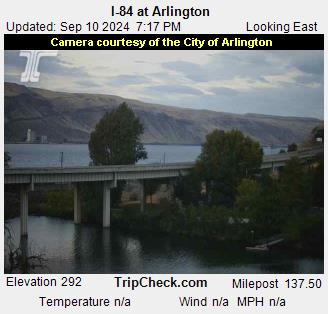 I-84 at Arlington
Updated: Sep 10 2024 7:17 PM Looking East
Camera courtesy of the City of Arlington
Elevation 292 TripCheck.com Milepost 137.50
Temperature n/a Wind n/a MPH n/a